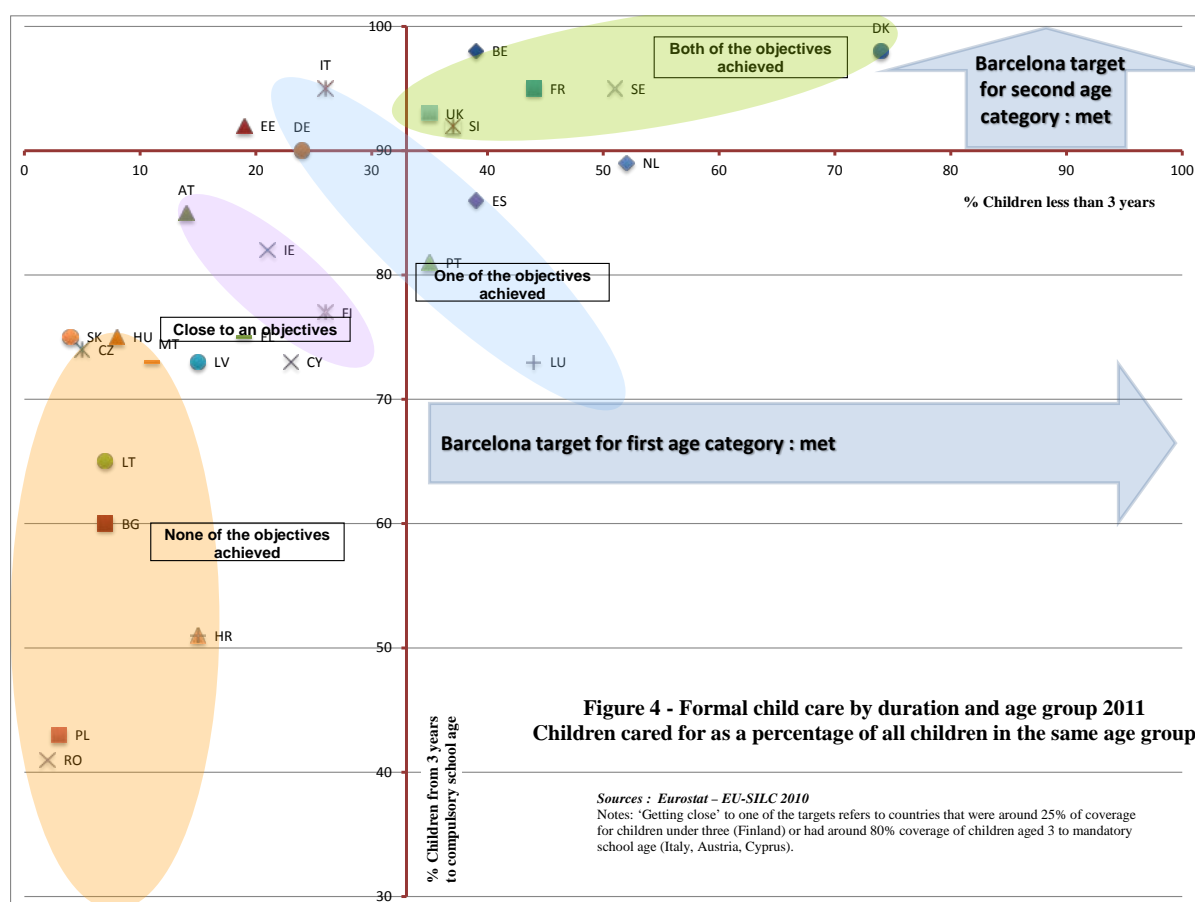 100
DK
BE
Both of the objectives
achieved
Barcelona target
for second age
category : met
IT
FR
SE
UK
SI
EE
DE
90
0
10
20
30
40
50
60
70
80
90
100
NL
AT
ES
% Children less than 3 years
IE
PT
80
One of the objectives
achieved
FI
Close to an objectives
SK
HU
MT
EL
CZ
LV
CY
LU
70
Barcelona target for first age category : met
LT
60
BG
None of the objectives
achieved
50
HR
Figure 4 - Formal child care by duration and age group 2011
Children cared for as a percentage of all children in the same age group
PL
RO
40
% Children from 3 years
to compulsory school age
Sources : Eurostat – EU-SILC 2010
Notes: ‘Getting close’ to one of the targets refers to countries that were around 25% of coverage
for children under three (Finland) or had around 80% coverage of children aged 3 to mandatory
school age (Italy, Austria, Cyprus).
30